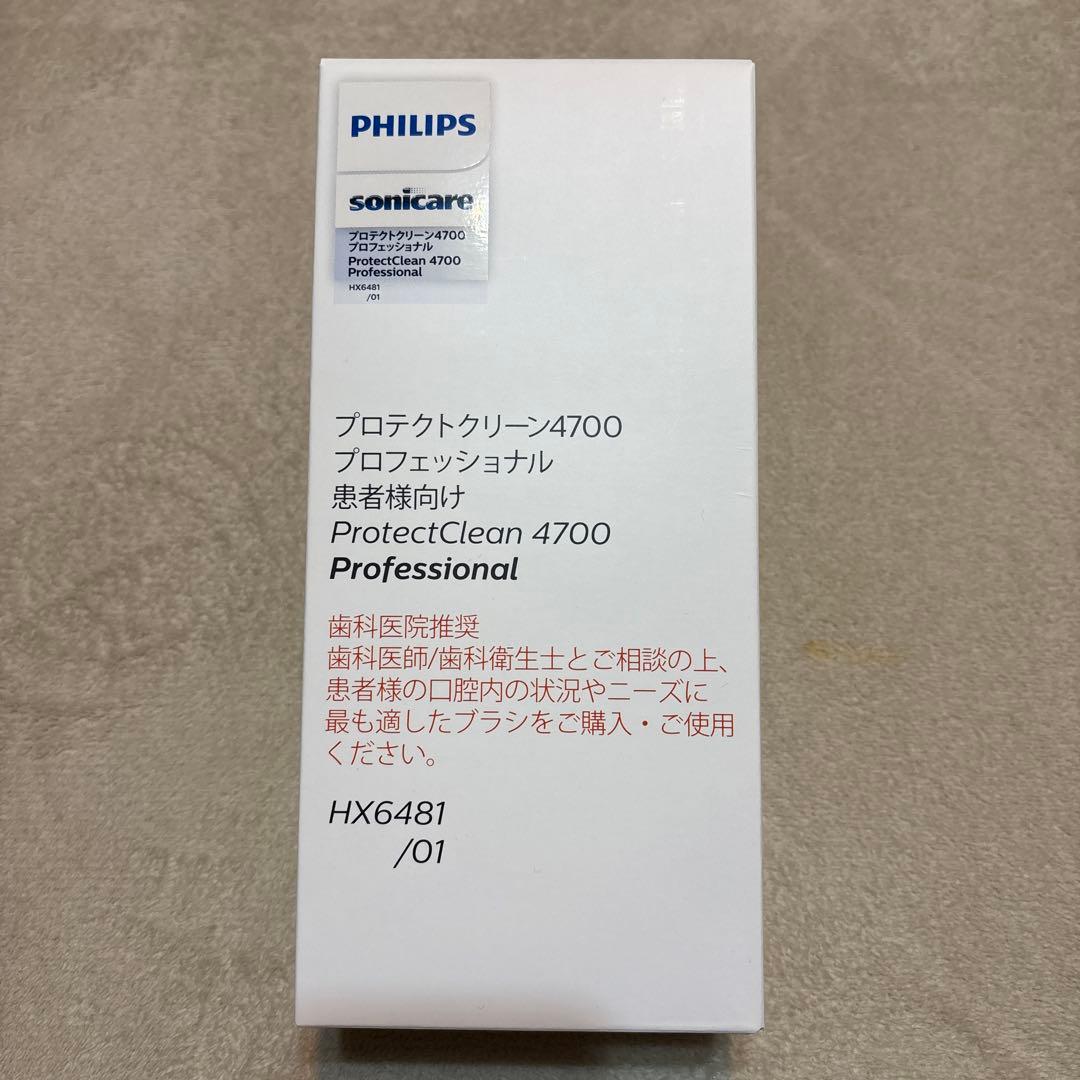 PHILIPS
sonicare
プロテクトクリーン4700
プロフェッショナル
ProtectClean 4700
Professional
HX6481
/01
プロテクトクリーン4700
プロフェッショナル
患者様向け
ProtectClean 4700
Professional
歯科医院推奨
歯科医師/歯科衛生士とご相談の上、
患者様の口腔内の状況やニーズに
最も適したブラシをご購入・ご使用
ください。
HX6481
/01